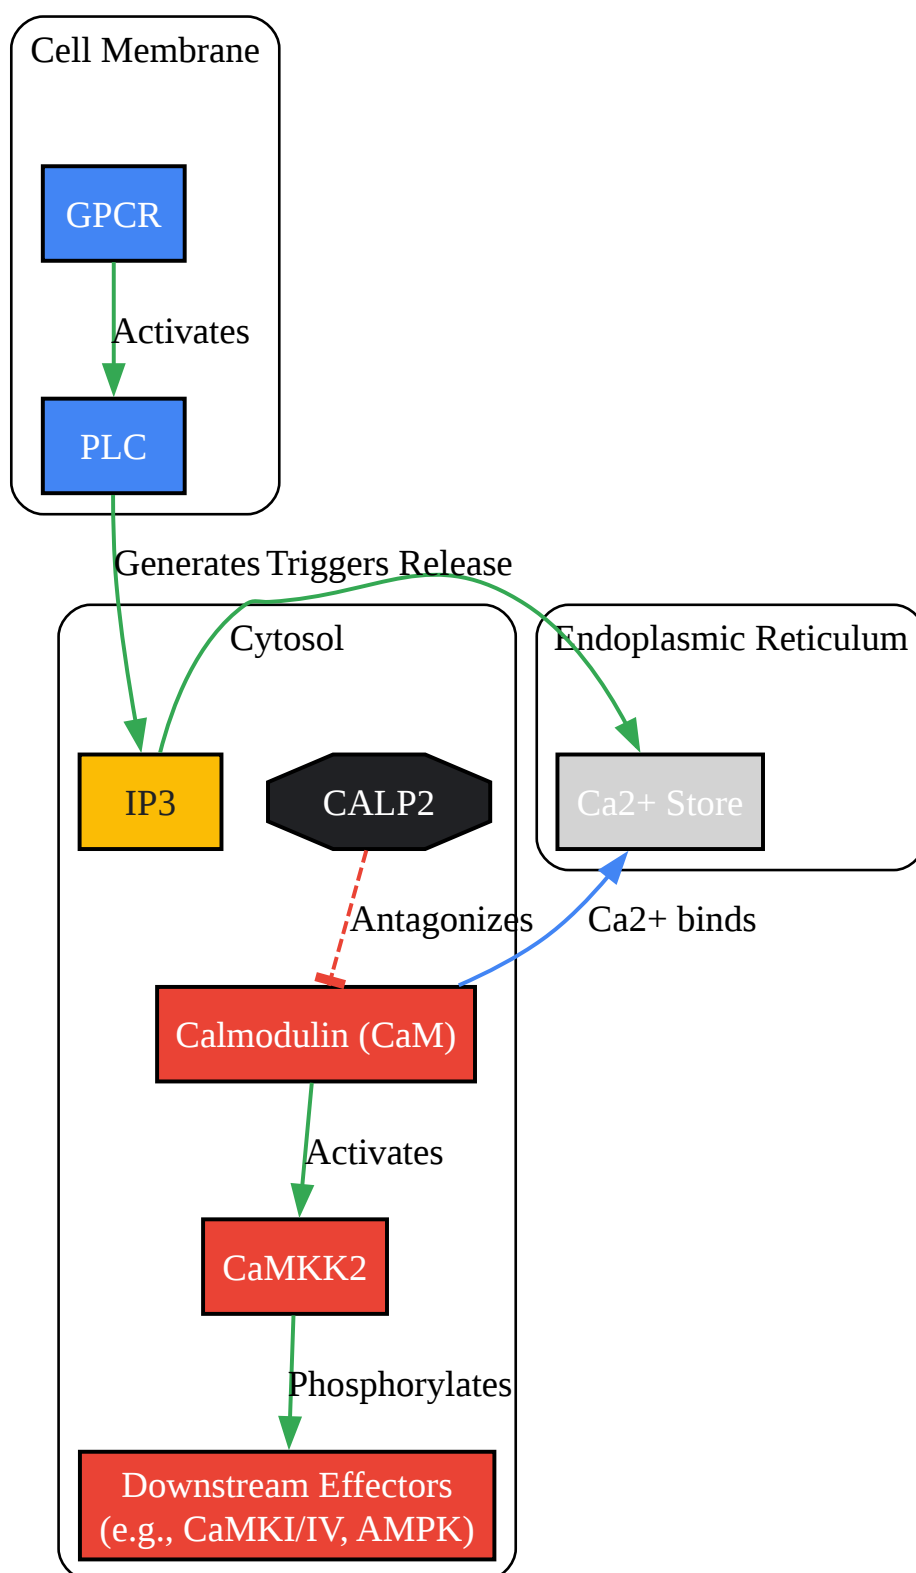 Cell Membrane
GPCR
Activates
PLC
Generates
Triggers Release
Cytosol
Endoplasmic Reticulum
IP3
CALP2
Ca2+ Store
Antagonizes
Ca2+ binds
Calmodulin (CaM)
Activates
CaMKK2
Phosphorylates
Downstream Effectors
(e.g., CaMKI/IV, AMPK)